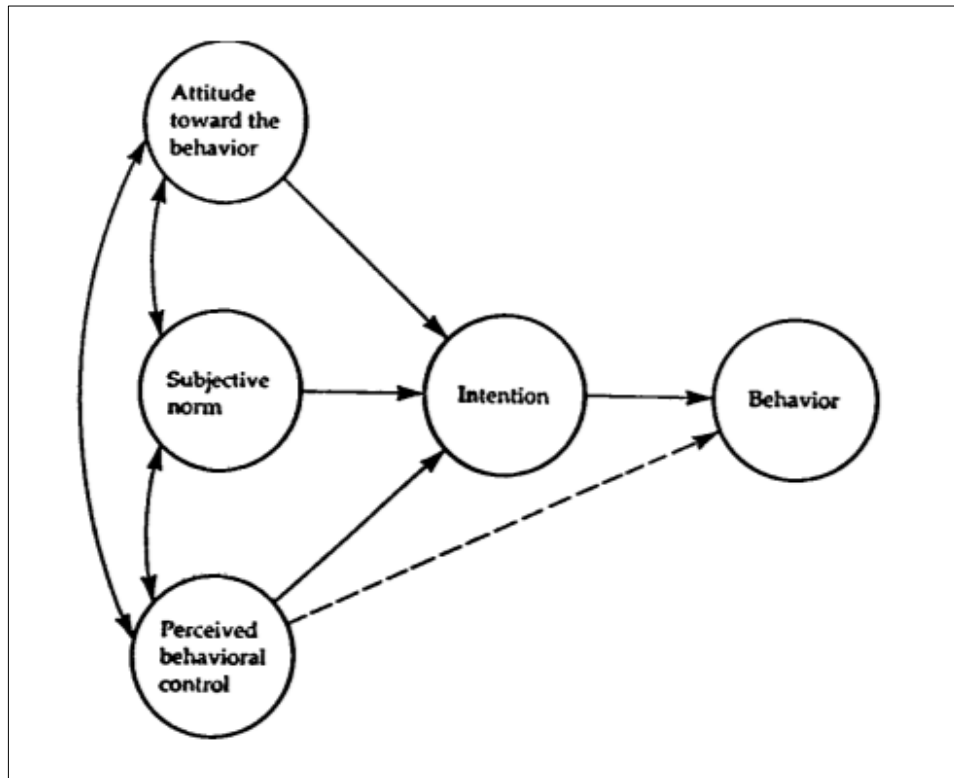 Attitude
toward the
behavior
Subjective
norm
Intention
Behavior
Perceived
behavioral
control